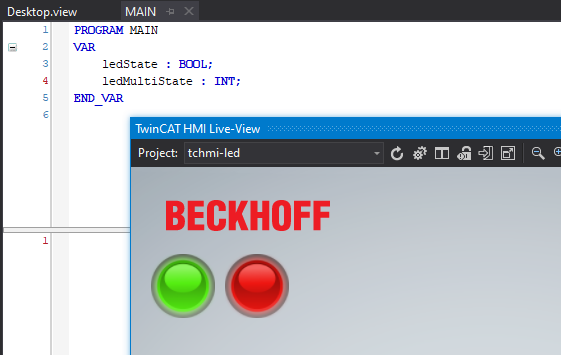 Desktop.view
MAIN
1 PROGRAM MAIN
2 VAR
3 ledState : BOOL;
4 ledMultiState : INT;
5 END_VAR
6
TwinCAT HMI Live-View
Project: tchmi-led
BECKHOFF
1